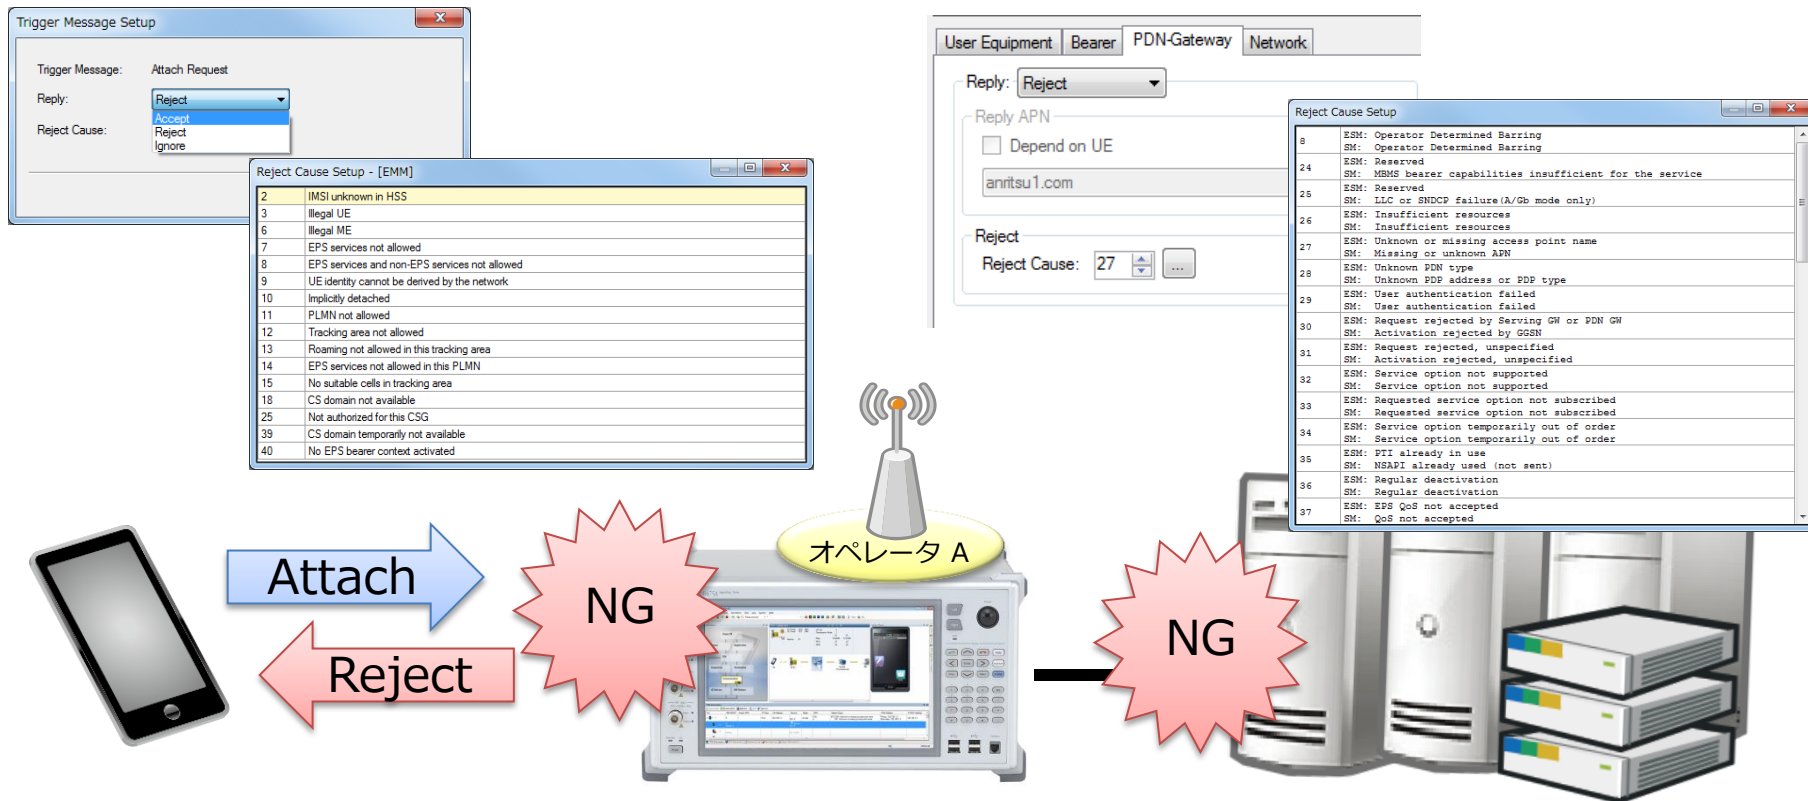 Trigger Message Setup
Trigger Message: Attach Request
Reply: Reject
Accept
Reject
Ignore
Reject Cause:
Reject Cause Setup - [EMM]
2 IMSI unknown in HSS
3 Illegal UE
6 Illegal ME
7 EPS services not allowed
8 EPS services and non-EPS services not allowed
9 UE identity cannot be derived by the network
10 Implicitly detached
11 PLMN not allowed
12 Tracking area not allowed
13 Roaming not allowed in this tracking area
14 EPS services not allowed in this PLMN
15 No suitable cells in tracking area
18 CS domain not available
25 Not authorized for this CSG
39 CS domain temporarily not available
40 No EPS bearer context activated
User Equipment Bearer PDN-Gateway Network
Reply: Reject
Reply APN
Depend on UE
anritsu1.com
Reject
Reject Cause: 27 ...
Reject Cause Setup
8 ESM: Operator Determined Barring
SM: Operator Determined Barring
24 ESM: Reserved
SM: MBMS bearer capabilities insufficient for the service
25 ESM: Reserved
SM: LLC or SNDCP failure(A/Gb mode only)
26 ESM: Insufficient resources
SM: Insufficient resources
27 ESM: Unknown or missing access point name
SM: Missing or unknown APN
28 ESM: Unknown PDN type
SM: Unknown PDP address or PDP type
29 ESM: User authentication failed
SM: User authentication failed
30 ESM: Request rejected by Serving GW or PDN GW
SM: Activation rejected by GGSN
31 ESM: Request rejected, unspecified
SM: Activation rejected, unspecified
32 ESM: Service option not supported
SM: Service option not supported
33 ESM: Requested service option not subscribed
SM: Requested service option not subscribed
34 ESM: Service option temporarily out of order
SM: Service option temporarily out of order
35 ESM: PTI already in use
SM: NSAPI already used (not sent)
36 ESM: Regular deactivation
SM: Regular deactivation
37 ESM: EPS QoS not accepted
SM: QoS not accepted
オペレータ A
Attach
Reject
NG
NG